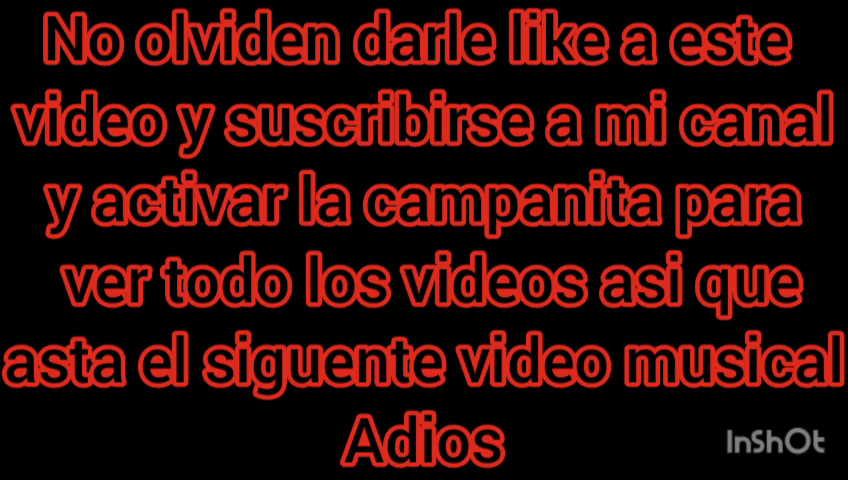 No olviden darle like a este
video y suscribirse a mi canal
y activar la campanita para
ver todo los videos asi que
asta el siguente video musical
Adios
InShOt